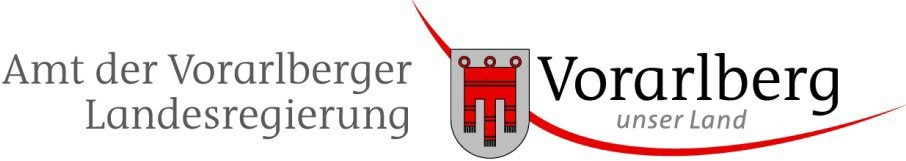 Amt der Vorarlberger
Landesregierung
Vorarlberg
unser Land